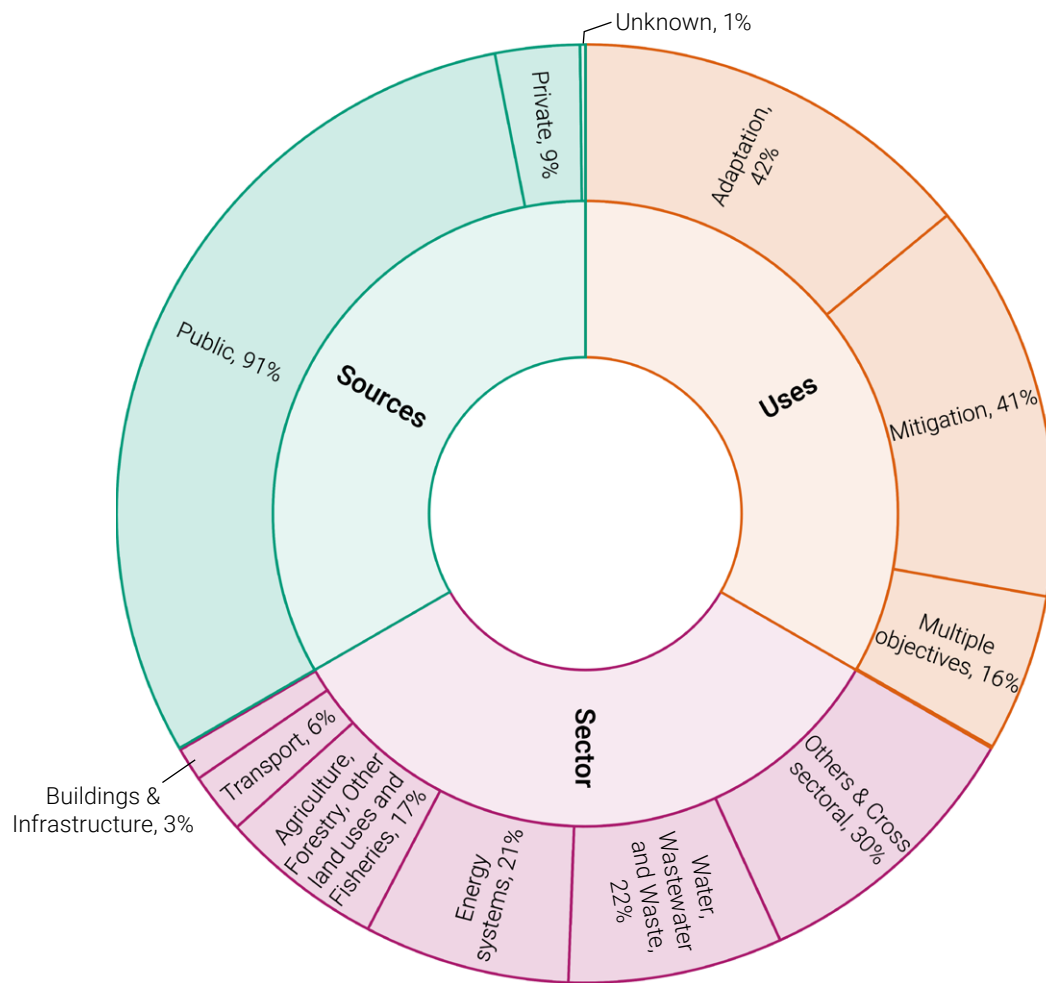 Unknown, 1%
Private, 9%
Public, 91%
Sources
Adaptation,
42%
Mitigation, 41%
Multiple
objectives, 16%
Uses
Sector
Others & Cross
sectoral, 30%
Water,
Wastewater
and Waste,
22%
Energy
systems, 21%
Agriculture,
Forestry, Other
land uses and
Fisheries, 17%
Transport, 6%
Buildings &
Infrastructure, 3%